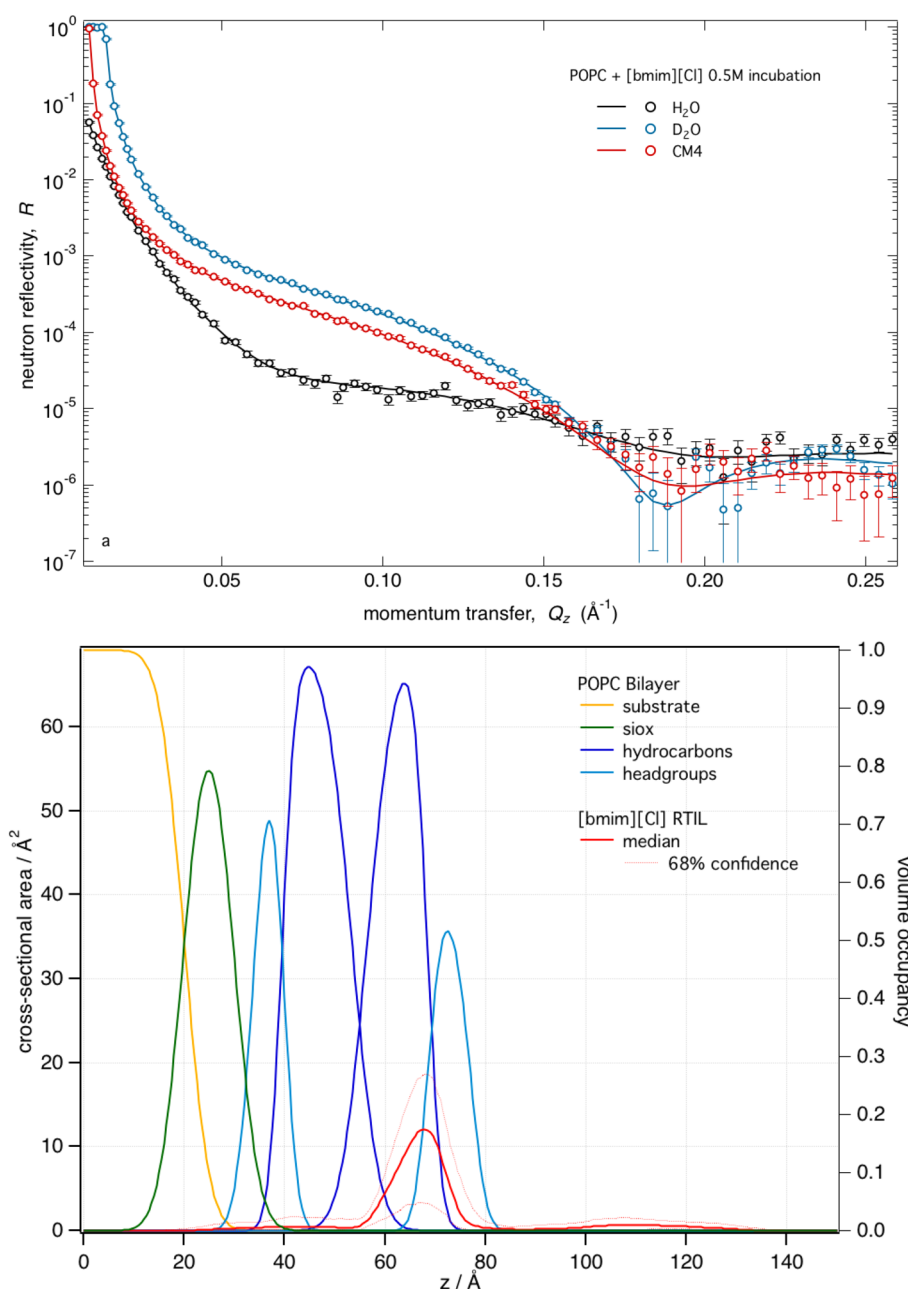 10⁰
10⁻¹
10⁻²
10⁻³
10⁻⁴
10⁻⁵
10⁻⁶
10⁻⁷
neutron reflectivity, R
POPC + [bmim][Cl] 0.5M incubation
H₂O
D₂O
CM4
a
0.05 0.10 0.15 0.20 0.25
momentum transfer, Q_z (Å⁻¹)
60
50
40
30
20
10
0
cross-sectional area / Å²
POPC Bilayer
substrate
siox
hydrocarbons
headgroups
[bmim][Cl] RTIL
median
68% confidence
1.0
0.9
0.8
0.7
0.6
0.5
0.4
0.3
0.2
0.1
0.0
volume occupancy
0 20 40 60 80 100 120 140
z / Å